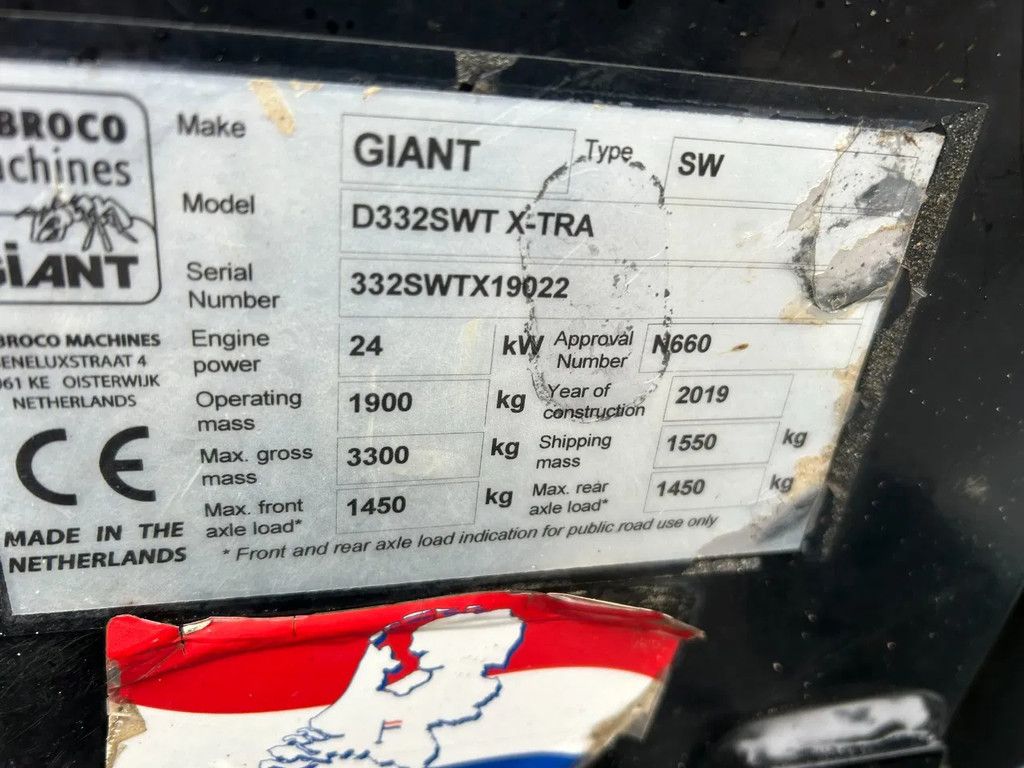 BROCO
chines
GiANT
BROCO MACHINES
ENELUXSTRAAT 4
061 KE OISTERWIJK
NETHERLANDS
CE
MADE IN THE
NETHERLANDS
Make GIANT Type SW
Model D332SWT X-TRA
Serial
Number 332SWTX19022
Engine
power 24 kW Approval
Number N660
Operating
mass 1900 kg Year of
construction 2019
Max. gross
mass 3300 kg Shipping
mass 1550 kg
Max. front
axle load* 1450 kg Max. rear
axle load* 1450 kg
* Front and rear axle load indication for public road use only